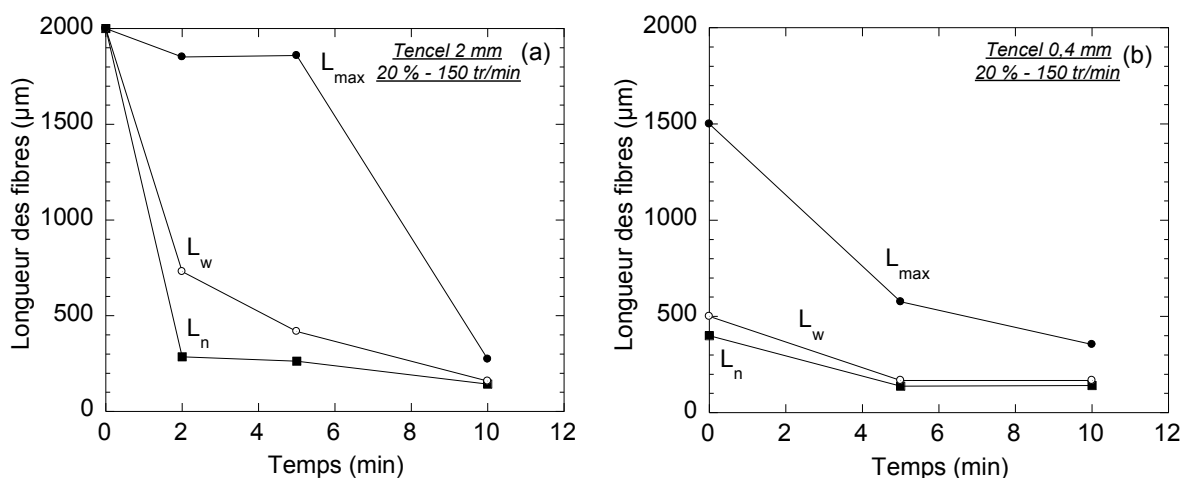 2000
1500
1000
500
0
Longueur des fibres (µm)
0 2 4 6 8 10 12
Temps (min)
Tencel 2 mm
20 % - 150 tr/min
(a)
L max
L w
L n
2000
1500
1000
500
0
Longueur des fibres (µm)
0 2 4 6 8 10 12
Temps (min)
Tencel 0,4 mm
20 % - 150 tr/min
(b)
L max
L w
L n